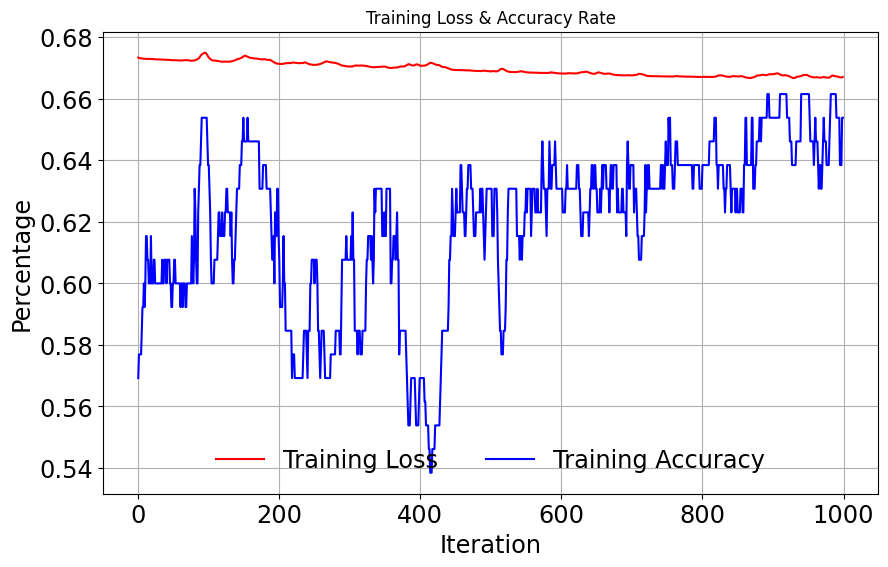 Training Loss & Accuracy Rate
0.68
0.66
0.64
0.62
0.60
0.58
0.56
0.54
Percentage
Training Loss Training Accuracy
0 200 400 600 800 1000
Iteration